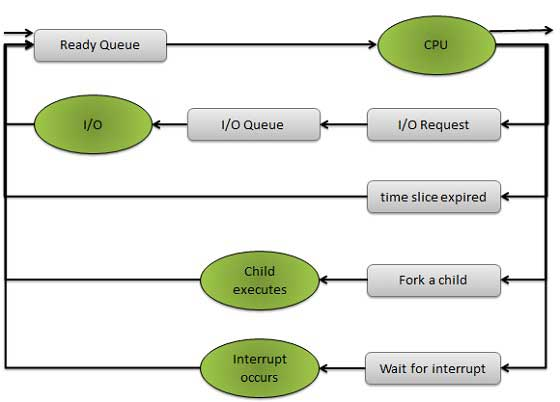 Ready Queue
CPU
I/O
I/O Queue
I/O Request
time slice expired
Child
executes
Fork a child
Interrupt
occurs
Wait for interrupt